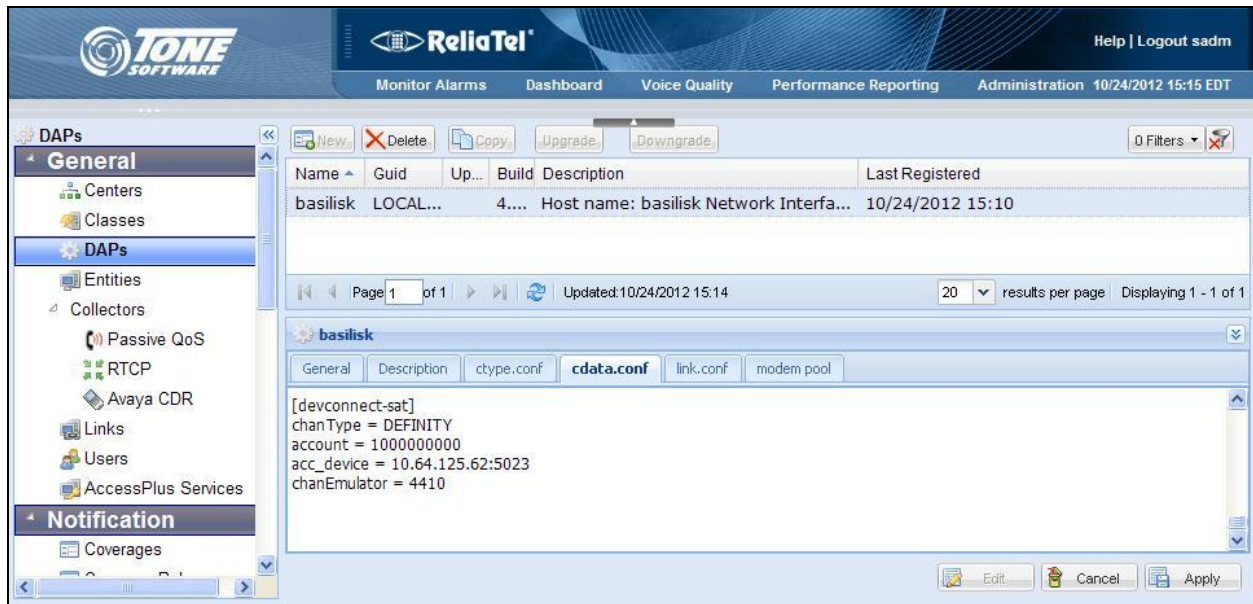 TONE
SOFTWARE
ReliaTel
Help | Logout sadm
Monitor Alarms Dashboard Voice Quality Performance Reporting Administration 10/24/2012 15:15 EDT
DAPs
General
Centers
Classes
DAPs
Entities
Collectors
Passive QoS
RTCP
Avaya CDR
Links
Users
AccessPlus Services
Notification
Coverages
New Delete Copy Upgrade Downgrade 0 Filters
Name Guid Up... Build Description Last Registered
basilisk LOCAL... 4.... Host name: basilisk Network Interfa... 10/24/2012 15:10
Page 1 of 1 Updated:10/24/2012 15:14 20 results per page Displaying 1 - 1 of 1
basilisk
General Description ctype.conf cdata.conf link.conf modem pool
[devconnect-sat]
chanType = DEFINITY
account = 1000000000
acc_device = 10.64.125.62:5023
chanEmulator = 4410
Edit Cancel Apply